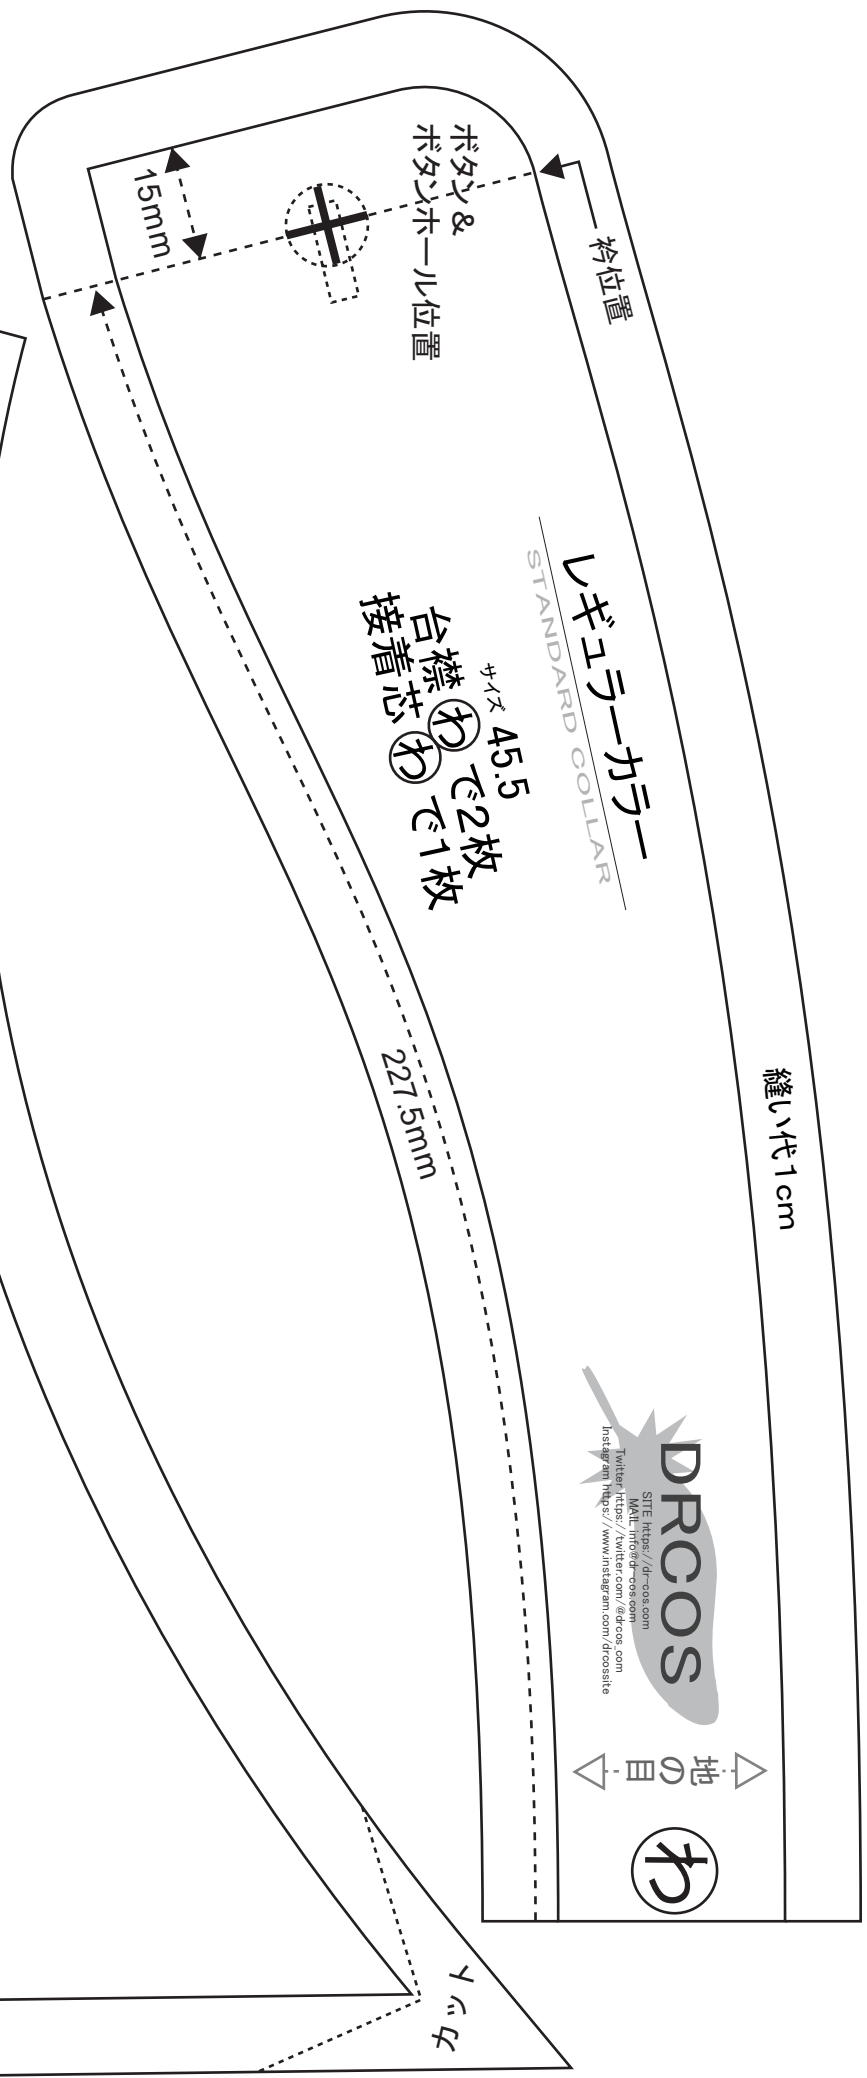 ボタン&
ボタンホール位置
15mm
衿位置
レギュラーカラー
STANDARD COLLAR
サイズ 45.5
台襟わで2枚
接着芯わで1枚
227.5mm
縫い代1cm
DRCOS
SITE https://dr-cos.com
MAIL info@dr-cos.com
Twitter https://twitter.com/@drcos_com
Instagram https://www.instagram.com/drcossite
地の目
わ
カット